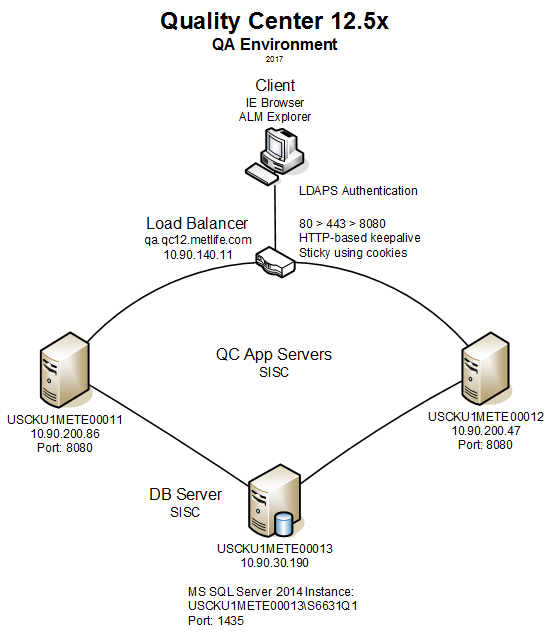 Quality Center 12.5x
QA Environment
2017
Client
IE Browser
ALM Explorer
LDAPS Authentication
Load Balancer
qa.qc12.metlife.com
10.90.140.11
80 > 443 > 8080
HTTP-based keepalive
Sticky using cookies
QC App Servers
SISC
USCKU1METE00011
10.90.200.86
Port: 8080
USCKU1METE00012
10.90.200.47
Port: 8080
DB Server
SISC
USCKU1METE00013
10.90.30.190
MS SQL Server 2014 Instance:
USCKU1METE00013\S6631Q1
Port: 1435